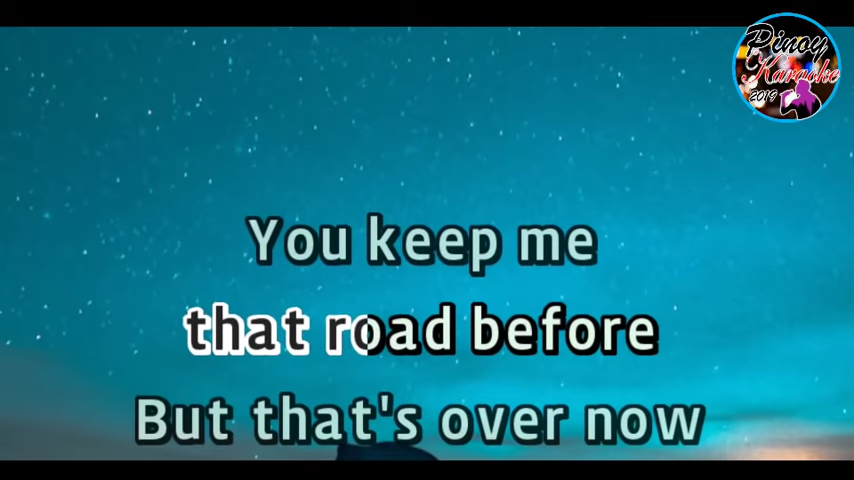 Pinoy
Karaoke
2019
You keep me
that road before
But that's over now